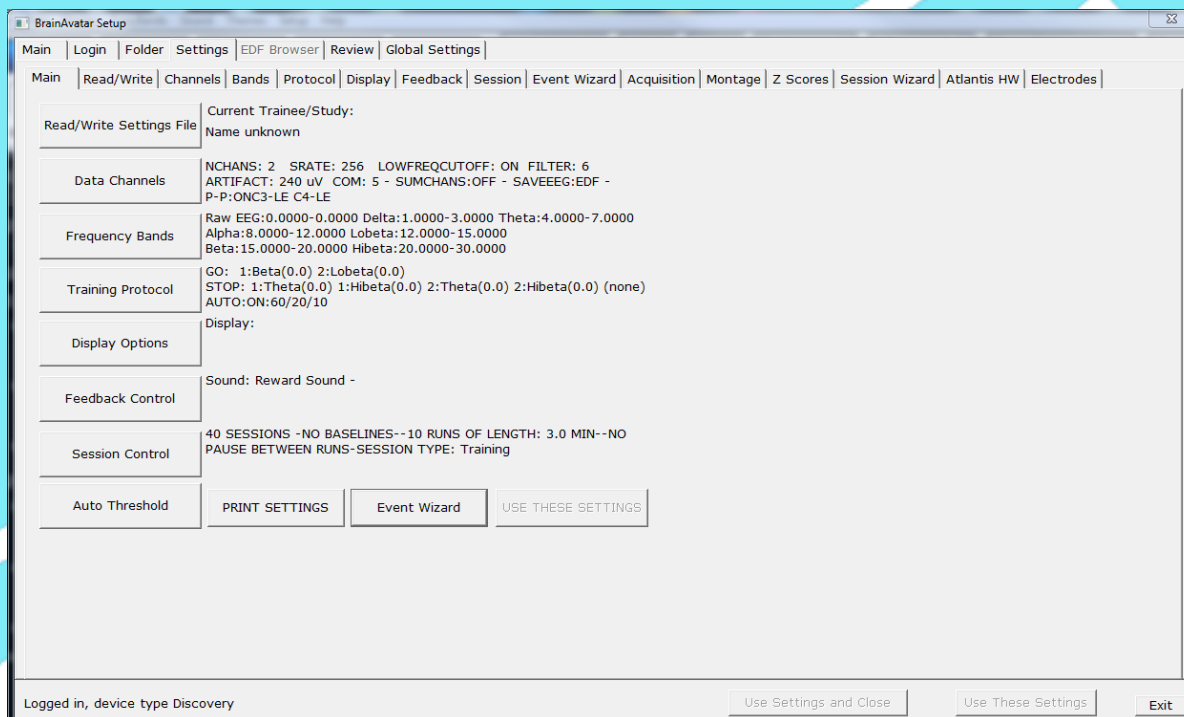 BrainAvatar Setup
Main Login Folder Settings EDF Browser Review Global Settings
Main Read/Write Channels Bands Protocol Display Feedback Session Event Wizard Acquisition Montage Z Scores Session Wizard Atlantis HW Electrodes
Read/Write Settings File
Current Trainee/Study:
Name unknown
Data Channels
NCHANS: 2 SRATE: 256 LOWFREQCUTOFF: ON FILTER: 6
ARTIFACT: 240 uV COM: 5 - SUMCHANS:OFF - SAVEEEG:EDF -
P-P:ONC3-LE C4-LE
Frequency Bands
Raw EEG:0.0000-0.0000 Delta:1.0000-3.0000 Theta:4.0000-7.0000
Alpha:8.0000-12.0000 Lobeta:12.0000-15.0000
Beta:15.0000-20.0000 Hibeta:20.0000-30.0000
Training Protocol
GO: 1:Beta(0.0) 2:Lobeta(0.0)
STOP: 1:Theta(0.0) 1:Hibeta(0.0) 2:Theta(0.0) 2:Hibeta(0.0) (none)
AUTO:ON:60/20/10
Display Options
Display:
Feedback Control
Sound: Reward Sound -
Session Control
40 SESSIONS -NO BASELINES--10 RUNS OF LENGTH: 3.0 MIN--NO
PAUSE BETWEEN RUNS-SESSION TYPE: Training
Auto Threshold PRINT SETTINGS Event Wizard USE THESE SETTINGS
Logged in, device type Discovery Use Settings and Close Use These Settings Exit